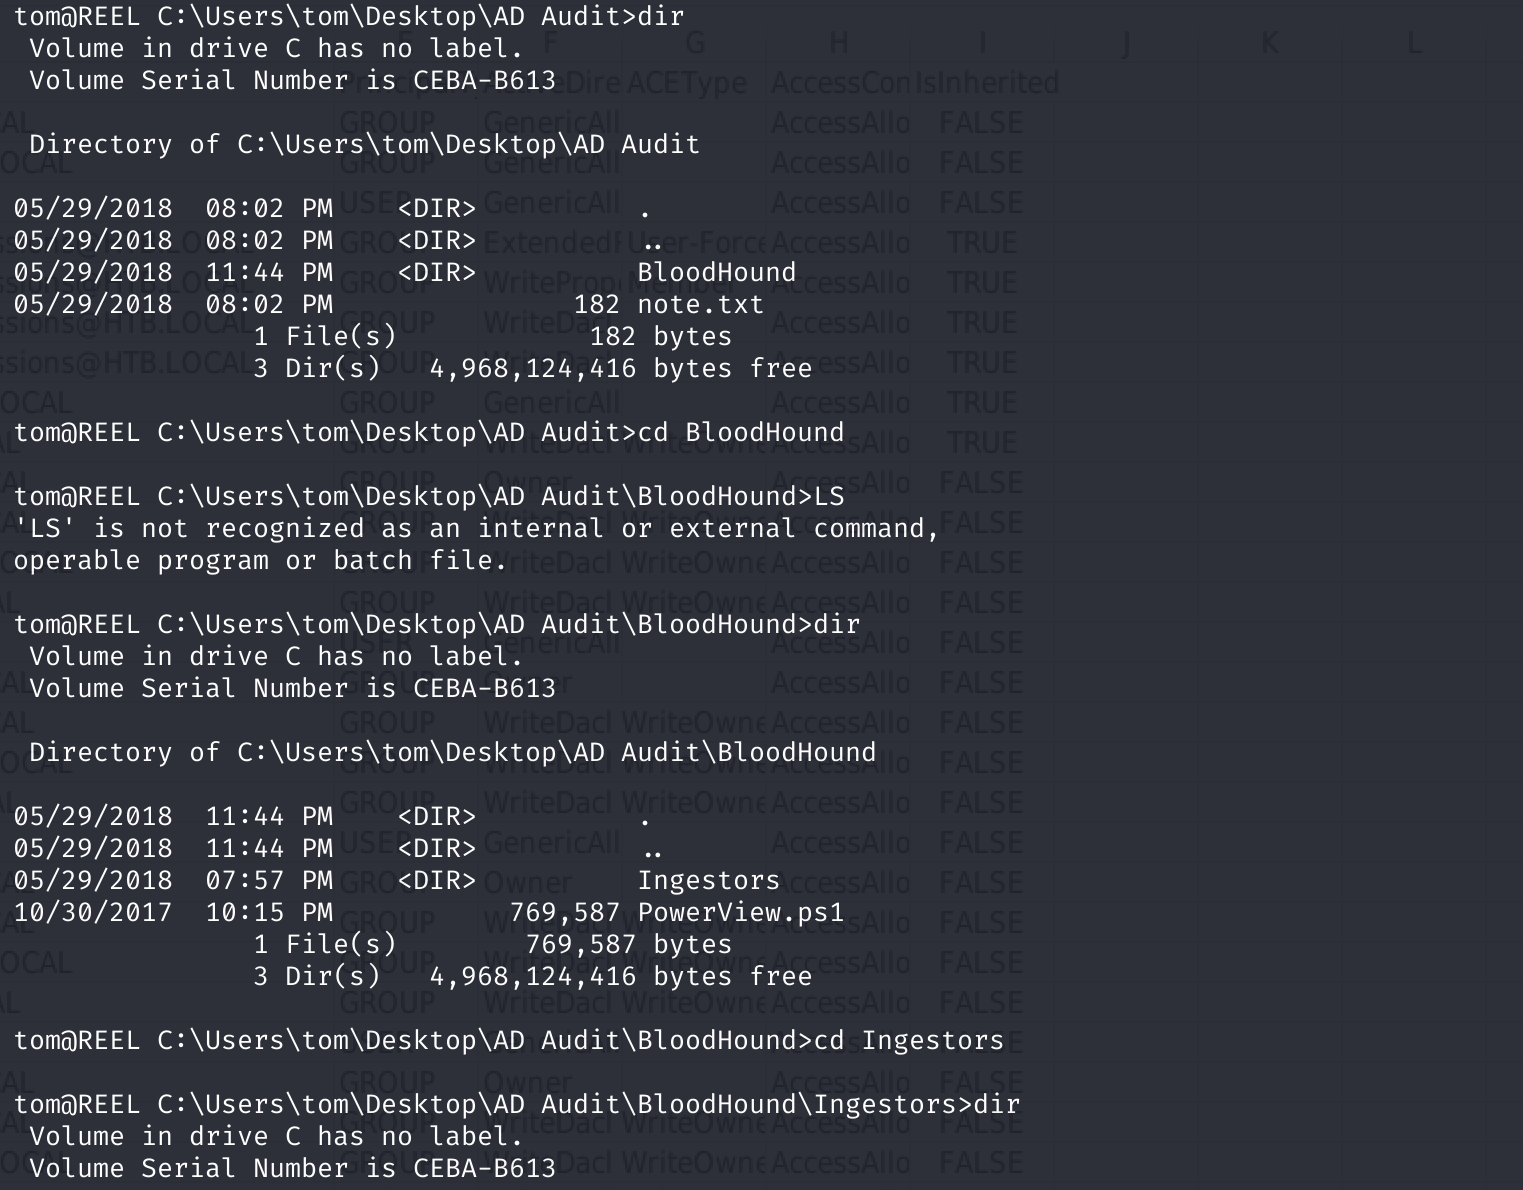 tom@REEL C:\Users\tom\Desktop\AD Audit>dir
 Volume in drive C has no label.
 Volume Serial Number is CEBA-B613

 Directory of C:\Users\tom\Desktop\AD Audit

05/29/2018  08:02 PM    <DIR>          .
05/29/2018  08:02 PM    <DIR>          ..
05/29/2018  11:44 PM    <DIR>          BloodHound
05/29/2018  08:02 PM               182 note.txt
               1 File(s)            182 bytes
               3 Dir(s)   4,968,124,416 bytes free

tom@REEL C:\Users\tom\Desktop\AD Audit>cd BloodHound

tom@REEL C:\Users\tom\Desktop\AD Audit\BloodHound>LS
'LS' is not recognized as an internal or external command,
operable program or batch file.

tom@REEL C:\Users\tom\Desktop\AD Audit\BloodHound>dir
 Volume in drive C has no label.
 Volume Serial Number is CEBA-B613

 Directory of C:\Users\tom\Desktop\AD Audit\BloodHound

05/29/2018  11:44 PM    <DIR>          .
05/29/2018  11:44 PM    <DIR>          ..
05/29/2018  07:57 PM    <DIR>          Ingestors
10/30/2017  10:15 PM           769,587 PowerView.ps1
               1 File(s)        769,587 bytes
               3 Dir(s)   4,968,124,416 bytes free

tom@REEL C:\Users\tom\Desktop\AD Audit\BloodHound>cd Ingestors

tom@REEL C:\Users\tom\Desktop\AD Audit\BloodHound\Ingestors>dir
 Volume in drive C has no label.
 Volume Serial Number is CEBA-B613